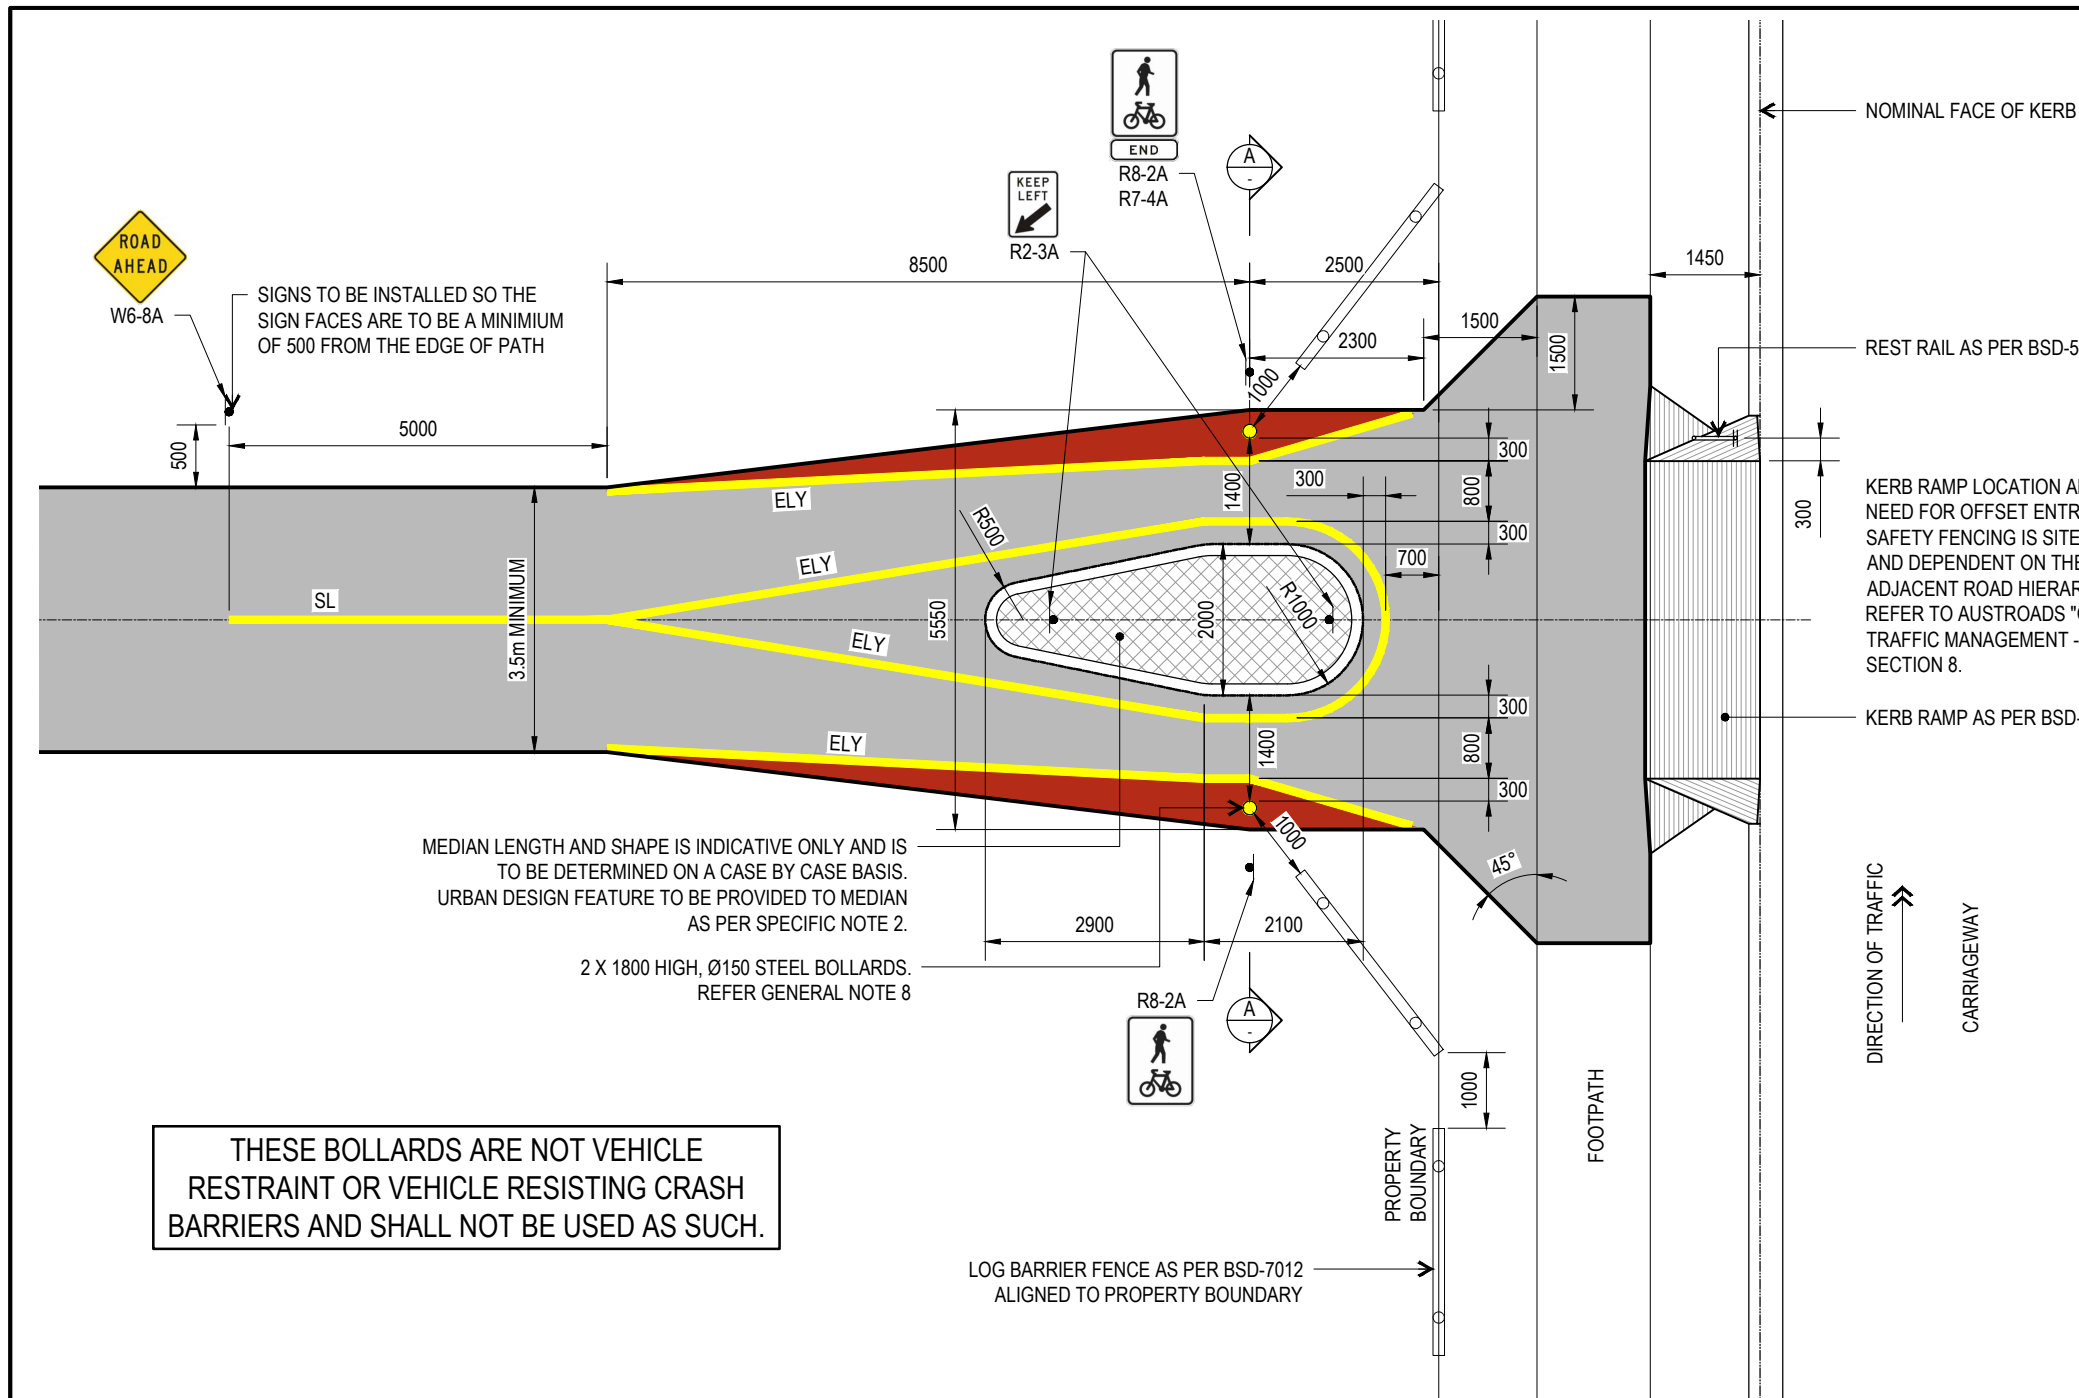 NOMINAL FACE OF KERB
END
R8-2A
R7-4A
A
-
KEEP
LEFT
R2-3A
ROAD
AHEAD
W6-8A
SIGNS TO BE INSTALLED SO THE
SIGN FACES ARE TO BE A MINIMIUM
OF 500 FROM THE EDGE OF PATH
8500
2500
1450
1500
2300
1500
1000
REST RAIL AS PER BSD-5
5000
500
300
300
1400
800
300
300
KERB RAMP LOCATION
NEED FOR OFFSET
SAFETY FENCING IS SITE
AND DEPENDENT ON THE
ADJACENT ROAD
REFER TO AUSTROADS
TRAFFIC MANAGEMENT -
SECTION 8.
ELY
R500
ELY
700
SL
3.5m MINIMUM
5550
2000
R1000
ELY
300
KERB RAMP AS PER BSD-
ELY
1400
800
300
1000
45°
MEDIAN LENGTH AND SHAPE IS INDICATIVE ONLY AND IS
TO BE DETERMINED ON A CASE BY CASE BASIS.
URBAN DESIGN FEATURE TO BE PROVIDED TO MEDIAN
AS PER SPECIFIC NOTE 2.
2900
2100
2 X 1800 HIGH, Ø150 STEEL BOLLARDS.
REFER GENERAL NOTE 8
R8-2A
A
-
DIRECTION OF TRAFFIC
CARRIAGEWAY
1000
FOOTPATH
PROPERTY
BOUNDARY
THESE BOLLARDS ARE NOT VEHICLE
RESTRAINT OR VEHICLE RESISTING CRASH
BARRIERS AND SHALL NOT BE USED AS SUCH.
LOG BARRIER FENCE AS PER BSD-7012
ALIGNED TO PROPERTY BOUNDARY